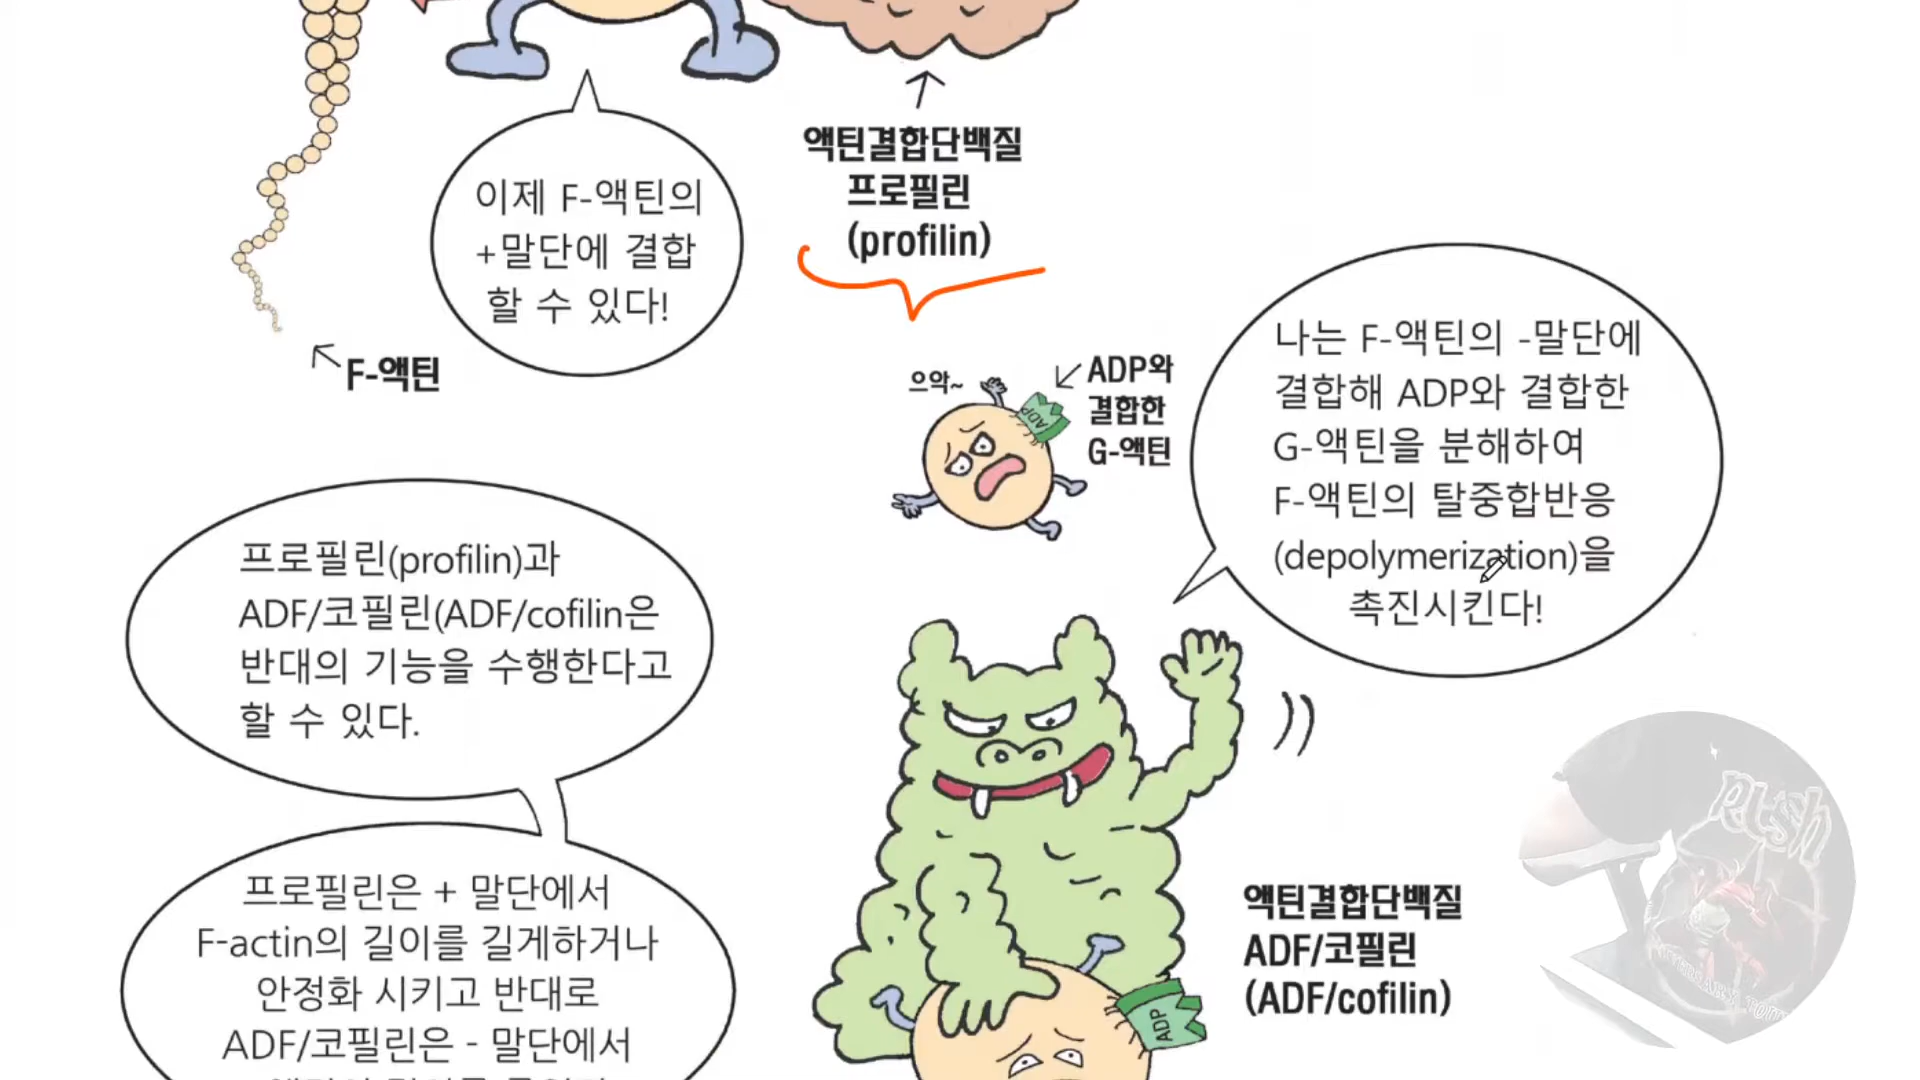 액틴결합단백질
프로필린
(profilin)
이제 F-액틴의
+말단에 결합
할 수 있다!
F-액틴
으악~
ADP
ADP와
결합한
G-액틴
나는 F-액틴의 -말단에
결합해 ADP와 결합한
G-액틴을 분해하여
F-액틴의 탈중합반응
(depolymerization)을
촉진시킨다!
프로필린(profilin)과
ADF/코필린(ADF/cofilin은
반대의 기능을 수행한다고
할 수 있다.
프로필린은 + 말단에서
F-actin의 길이를 길게하거나
안정화 시키고 반대로
ADF/코필린은 - 말단에서
액틴결합단백질
ADF/코필린
(ADF/cofilin)
ADP
Rush